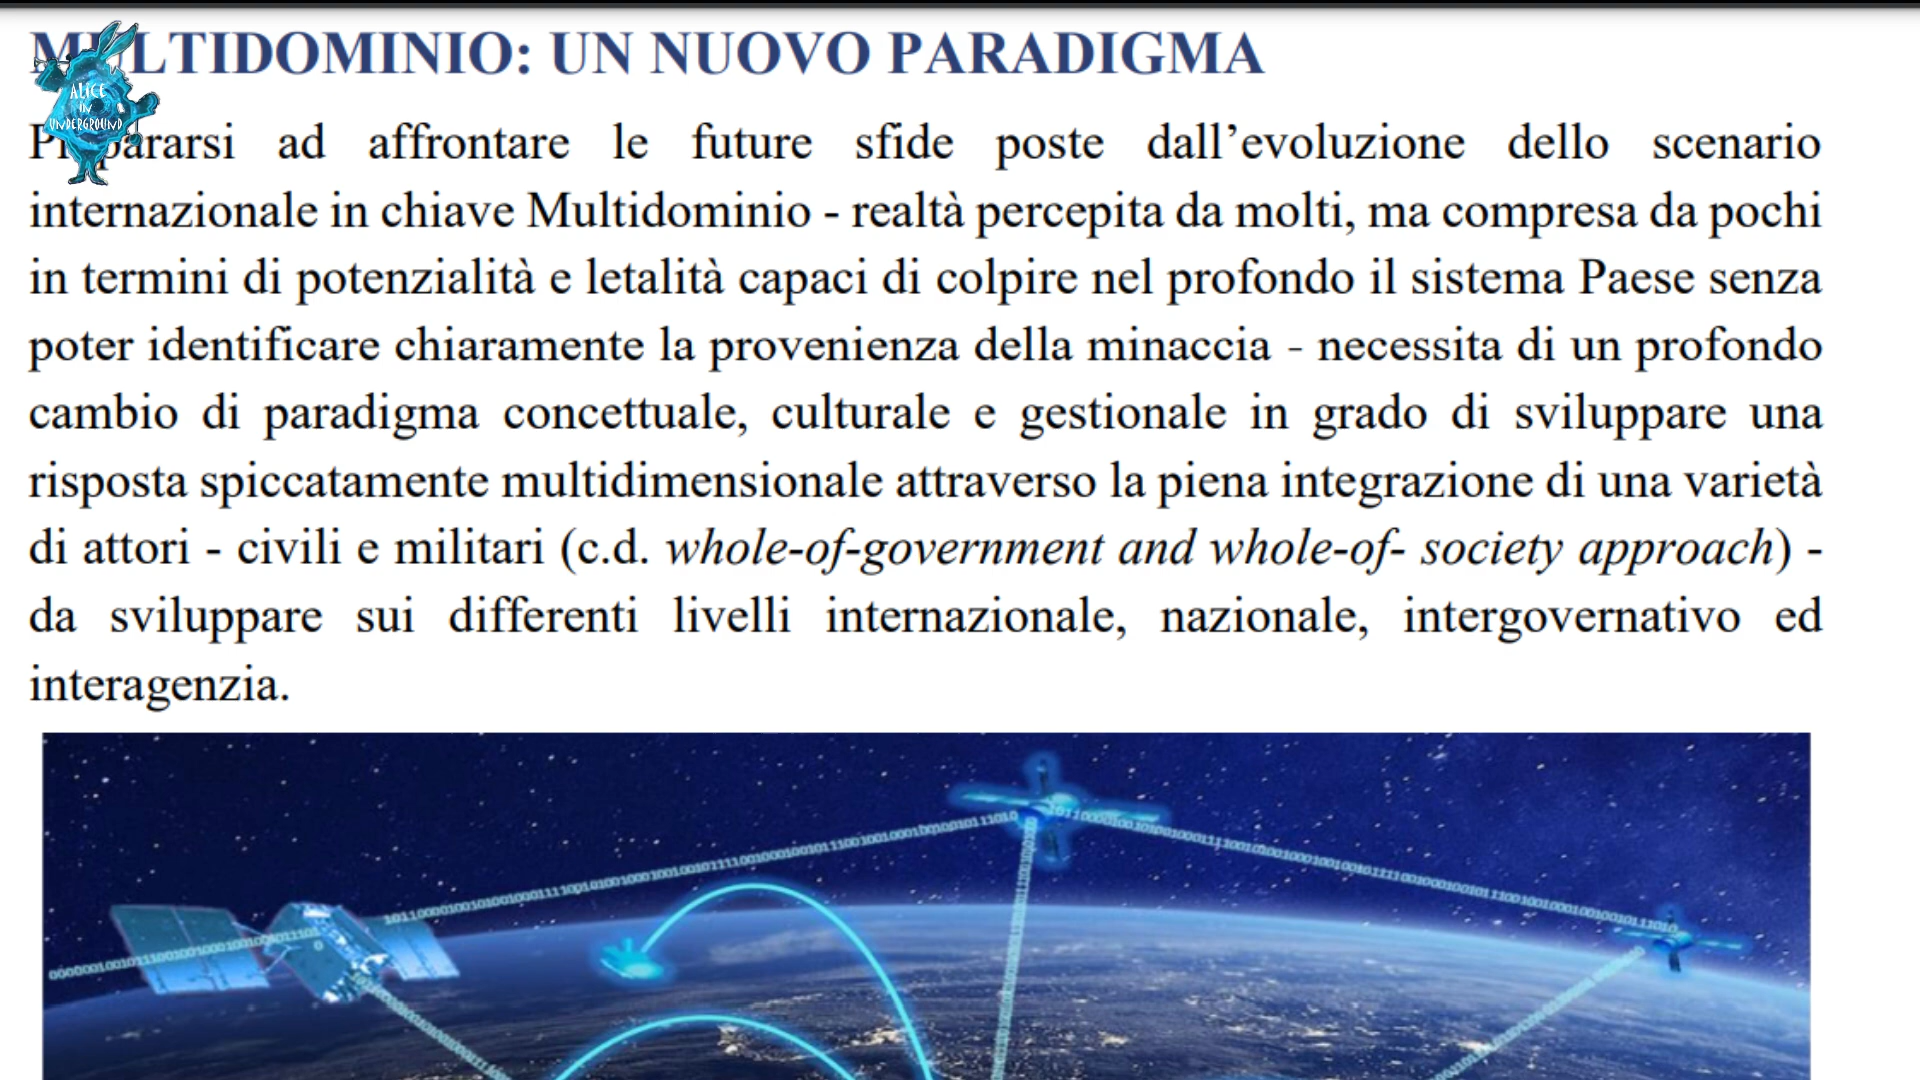 MULTIDOMINIO: UN NUOVO PARADIGMA
ALICE
IN
UNDERGROUND
Prepararsi ad affrontare le future sfide poste dall’evoluzione dello scenario
internazionale in chiave Multidominio - realtà percepita da molti, ma compresa da pochi
in termini di potenzialità e letalità capaci di colpire nel profondo il sistema Paese senza
poter identificare chiaramente la provenienza della minaccia - necessita di un profondo
cambio di paradigma concettuale, culturale e gestionale in grado di sviluppare una
risposta spiccatamente multidimensionale attraverso la piena integrazione di una varietà
di attori - civili e militari (c.d. whole-of-government and whole-of- society approach) -
da sviluppare sui differenti livelli internazionale, nazionale, intergovernativo ed
interagenzia.